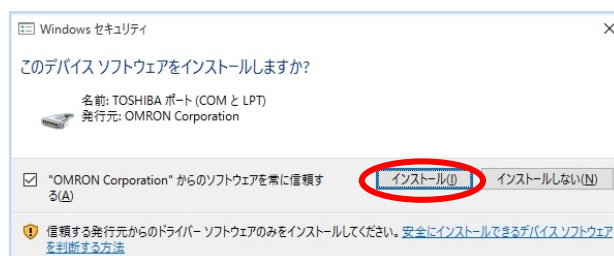 Windows セキュリティ
このデバイス ソフトウェアをインストールしますか?
名前: TOSHIBA ポート (COM と LPT)
発行元: OMRON Corporation
"OMRON Corporation" からのソフトウェアを常に信頼す
る(A)
インストール(I)
インストールしない(N)
信頼する発行元からのドライバー ソフトウェアのみをインストールしてください。安全にインストールできるデバイス ソフトウェア
を判断する方法